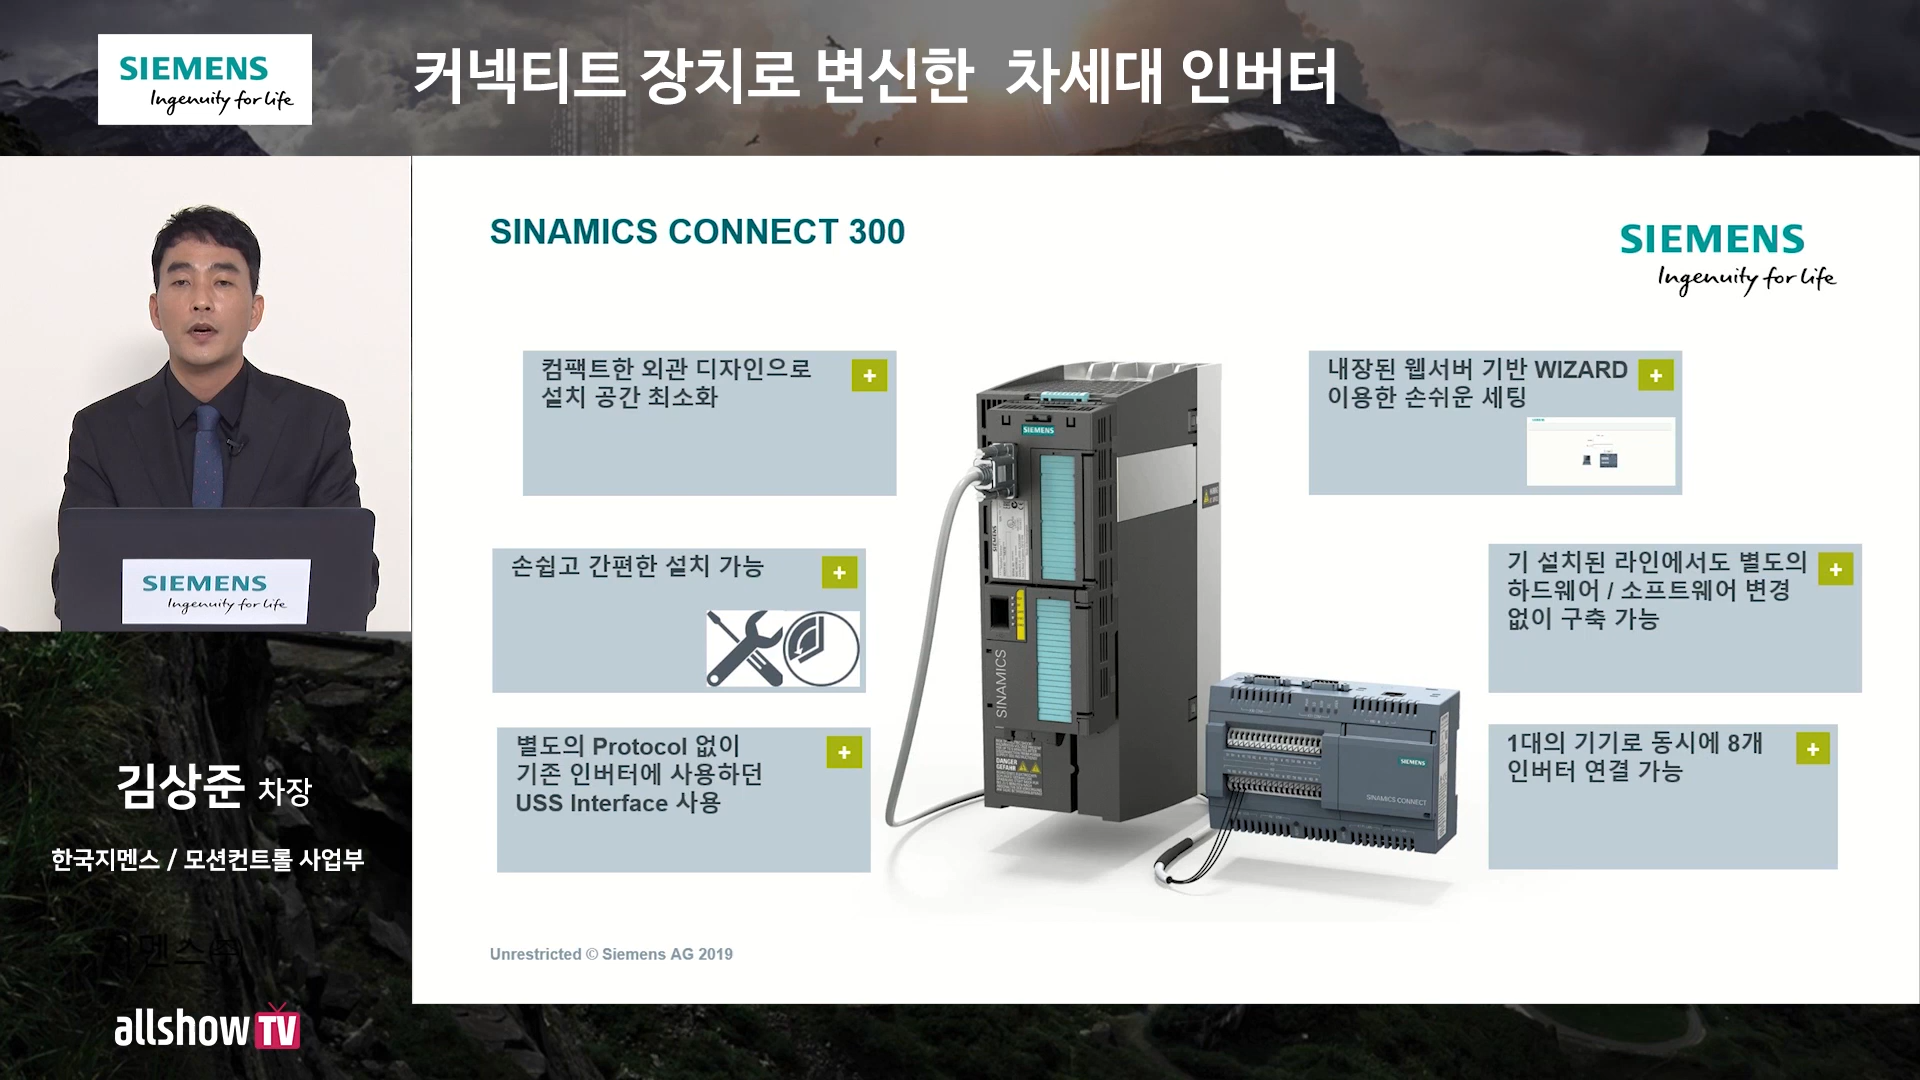 SIEMENS
Ingenuity for life
커넥티트 장치로 변신한 차세대 인버터
SINAMICS CONNECT 300
SIEMENS
Ingenuity for life
컴팩트한 외관 디자인으로
설치 공간 최소화
내장된 웹서버 기반 WIZARD
이용한 손쉬운 세팅
손쉽고 간편한 설치 가능
기 설치된 라인에서도 별도의
하드웨어 / 소프트웨어 변경
없이 구축 가능
별도의 Protocol 없이
기존 인버터에 사용하던
USS Interface 사용
1대의 기기로 동시에 8개
인버터 연결 가능
SIEMENS
SIEMENS
SINAMICS
DANGER
GEFAHR
SIEMENS
SINAMICS CONNECT
Unrestricted © Siemens AG 2019
SIEMENS
Ingenuity for life
김상준 차장
한국지멘스 / 모션컨트롤 사업부
allshow TV